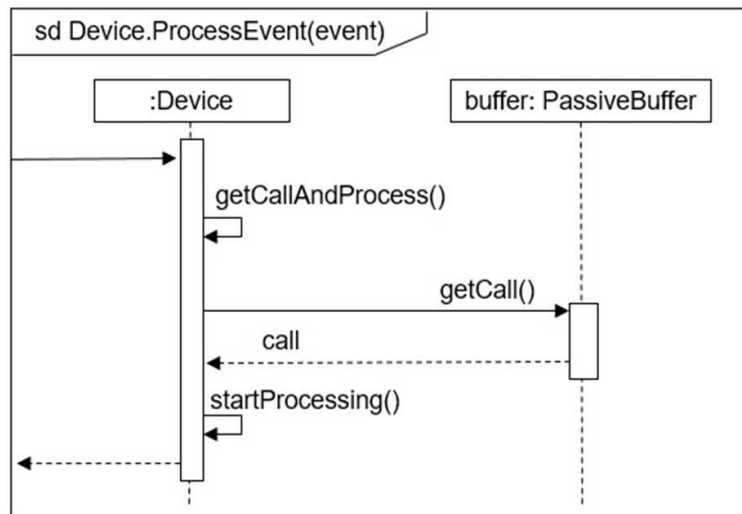 sd Device.ProcessEvent(event)
:Device
buffer: PassiveBuffer
getCallAndProcess()
getCall()
call
startProcessing()